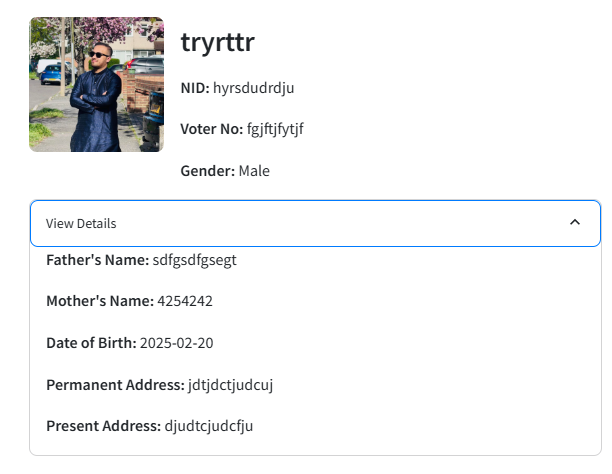 tryrttr
NID: hyrsdudrdju
Voter No: fgjftjfytjf
Gender: Male
View Details
Father's Name: sdfgsdfgsegt
Mother's Name: 4254242
Date of Birth: 2025-02-20
Permanent Address: jdtjdctjudcuj
Present Address: djudtcjudcfju